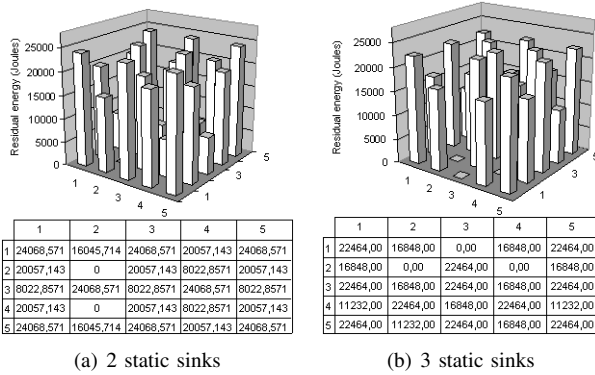 Residual energy (Joules)
25000
20000
15000
10000
5000
0
1
2
3
4
5
1
3
5
Residual energy (Joules)
25000
20000
15000
10000
5000
0
1
2
3
4
5
1
3
5
1 2 3 4 5
1 24068,571 16045,714 24068,571 20057,143 24068,571
2 20057,143 0 20057,143 8022,8571 20057,143
3 8022,8571 24068,571 8022,8571 24068,571 8022,8571
4 20057,143 0 20057,143 8022,8571 20057,143
5 24068,571 16045,714 24068,571 20057,143 24068,571
1 2 3 4 5
1 22464,00 16848,00 0,00 16848,00 22464,00
2 16848,00 0,00 22464,00 0,00 16848,00
3 22464,00 16848,00 22464,00 16848,00 22464,00
4 11232,00 22464,00 16848,00 22464,00 11232,00
5 22464,00 11232,00 22464,00 16848,00 22464,00
(a) 2 static sinks
(b) 3 static sinks